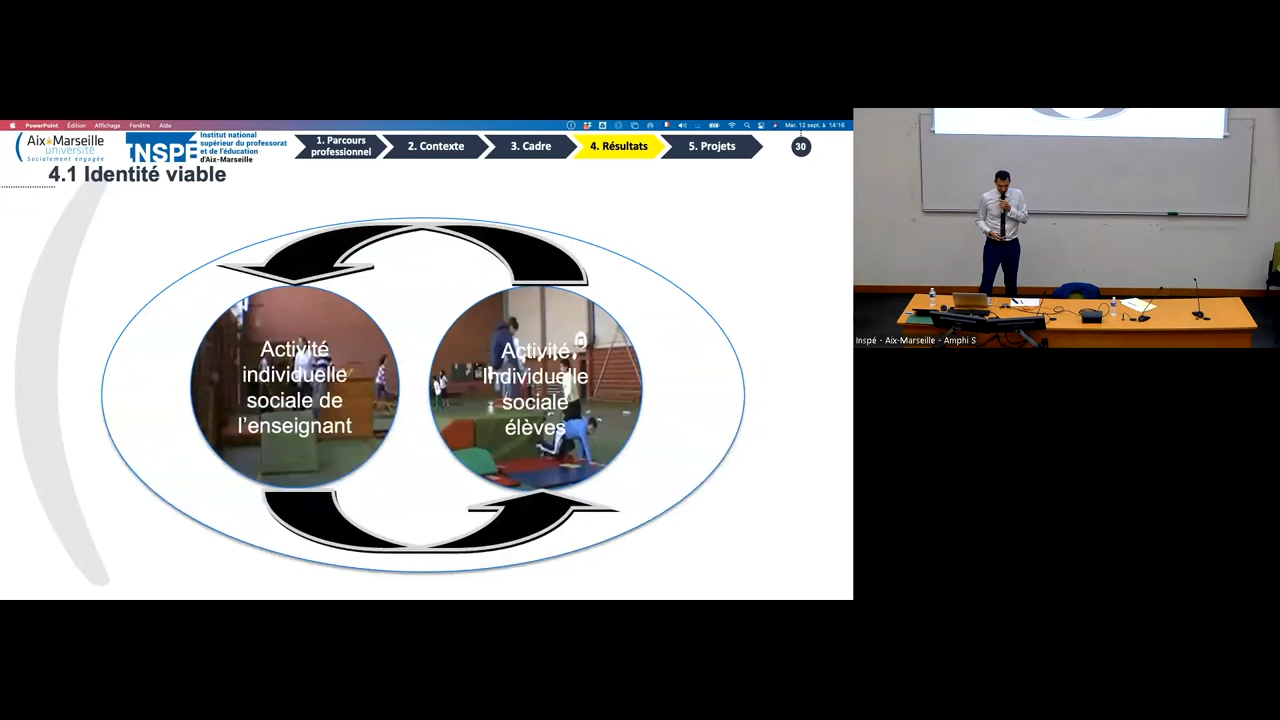 PowerPoint Édition Affichage Fenêtre Aide
Mar. 12 sept. à 14:16
Aix*Marseille
université
Socialement engagée
INSPÉ
Institut national
supérieur du professorat
et de l'éducation
d'Aix-Marseille
1. Parcours
professionnel
2. Contexte
3. Cadre
4. Résultats
5. Projets
30
4.1 Identité viable
Activité
individuelle
sociale de
l'enseignant
Activité
Individuelle
sociale
élèves
Inspé - Aix-Marseille - Amphi S